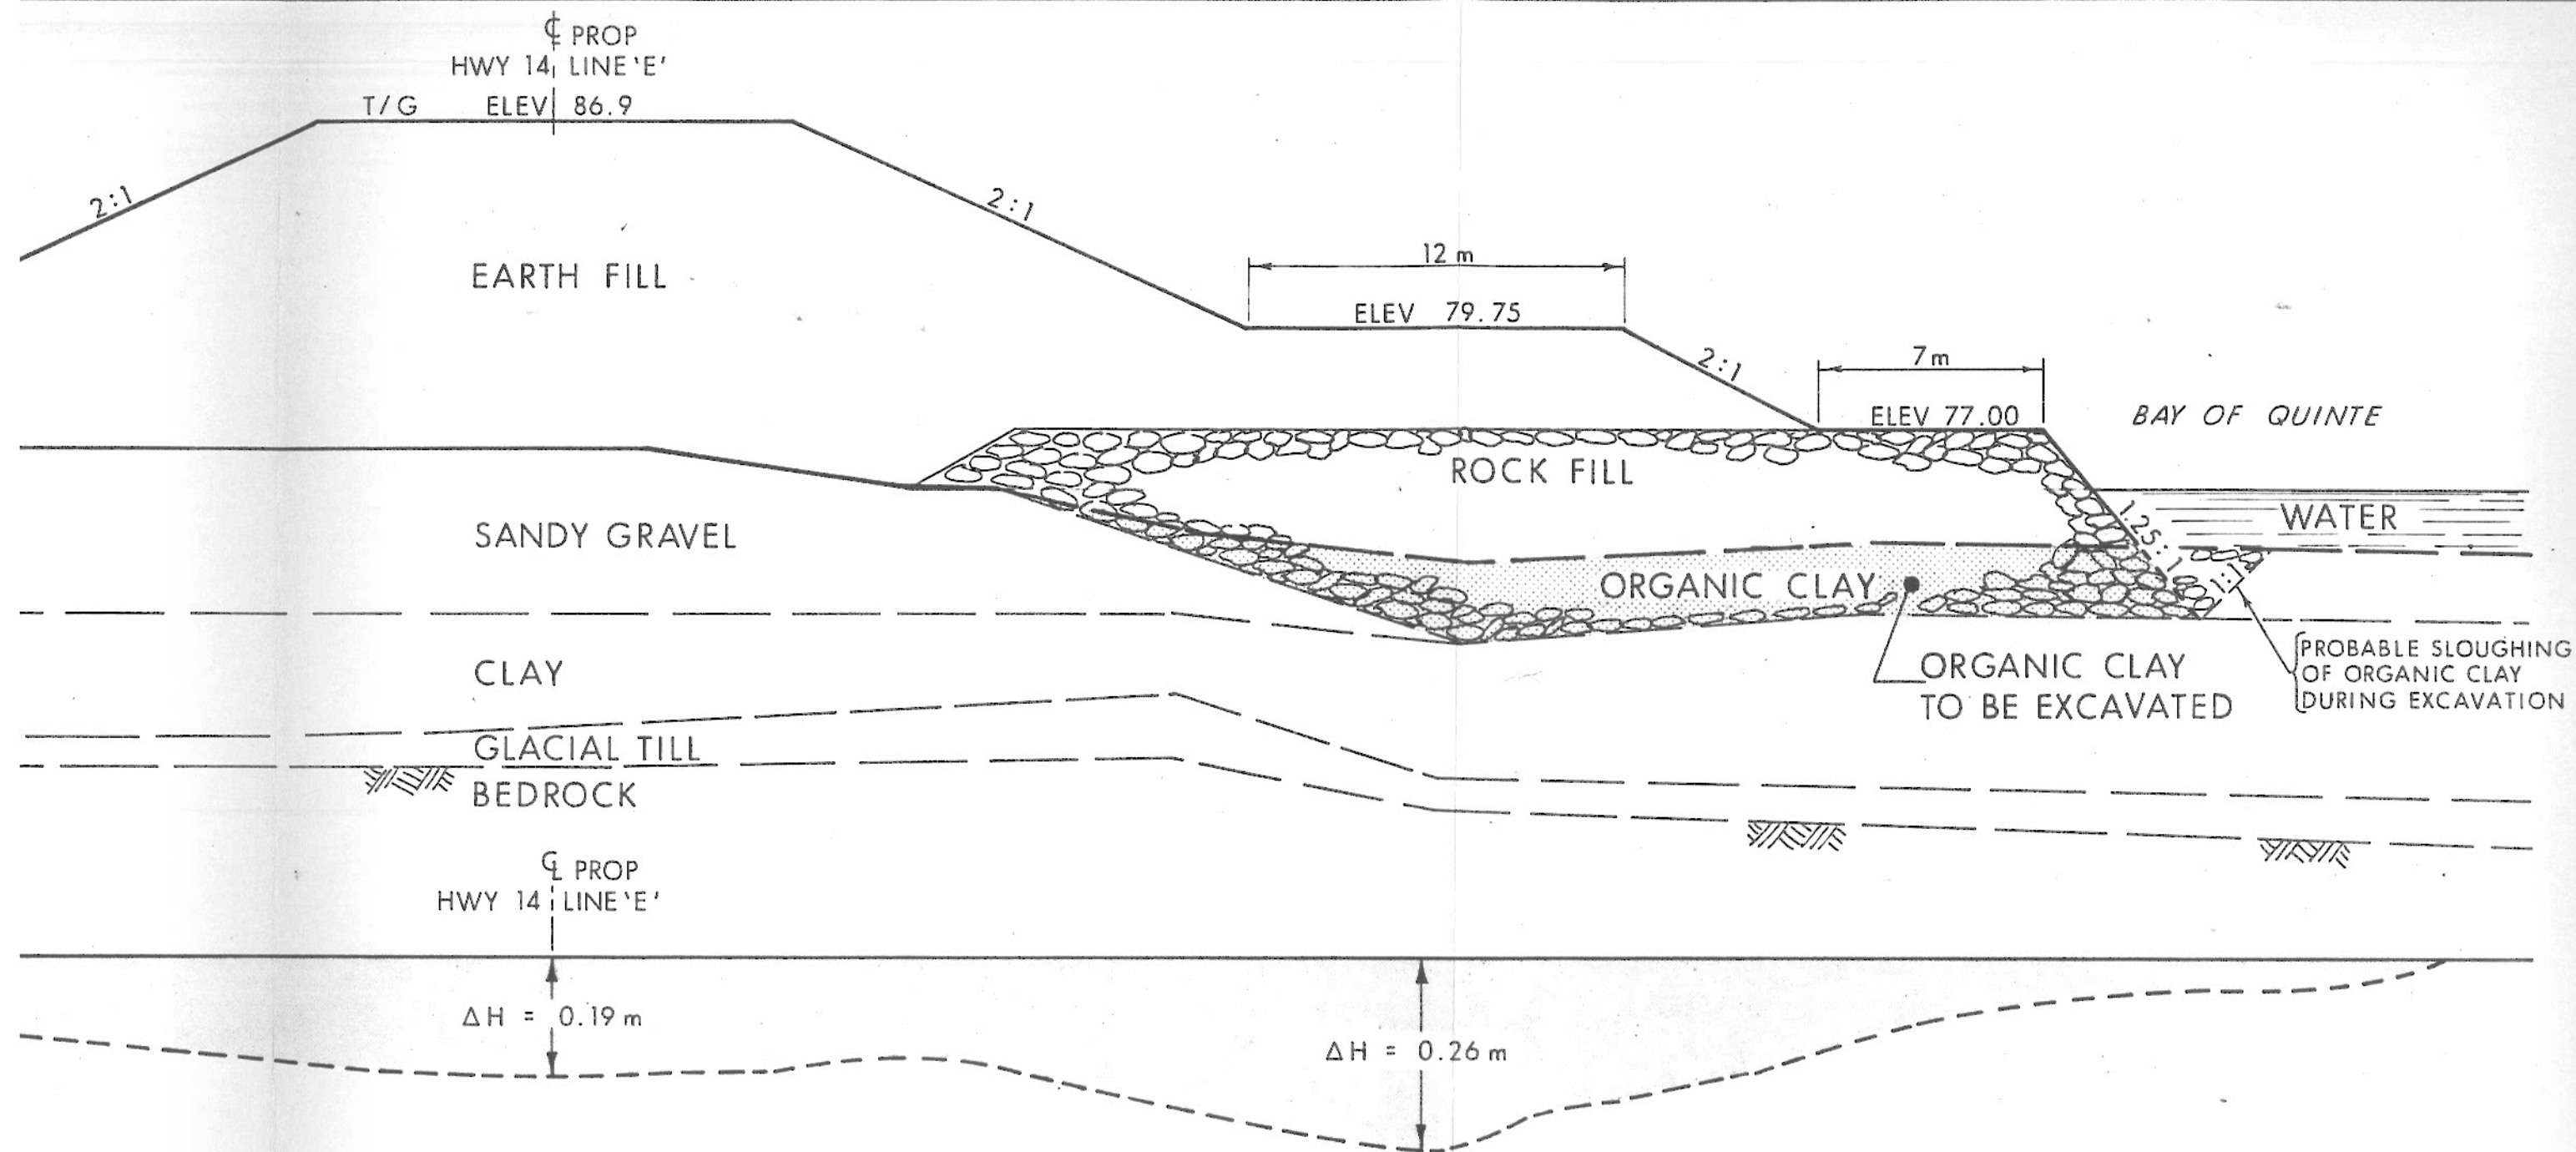 ℄ PROP
HWY 14 LINE 'E'
T/G ELEV 86.9
2:1
2:1
EARTH FILL
12 m
ELEV 79.75
2:1
7 m
ELEV 77.00
BAY OF QUINTE
ROCK FILL
SANDY GRAVEL
WATER
1.25:1
ORGANIC CLAY
1:1
CLAY
ORGANIC CLAY
TO BE EXCAVATED
PROBABLE SLOUGHING
OF ORGANIC CLAY
DURING EXCAVATION
GLACIAL TILL
BEDROCK
℄ PROP
HWY 14 LINE 'E'
ΔH = 0.19 m
ΔH = 0.26 m